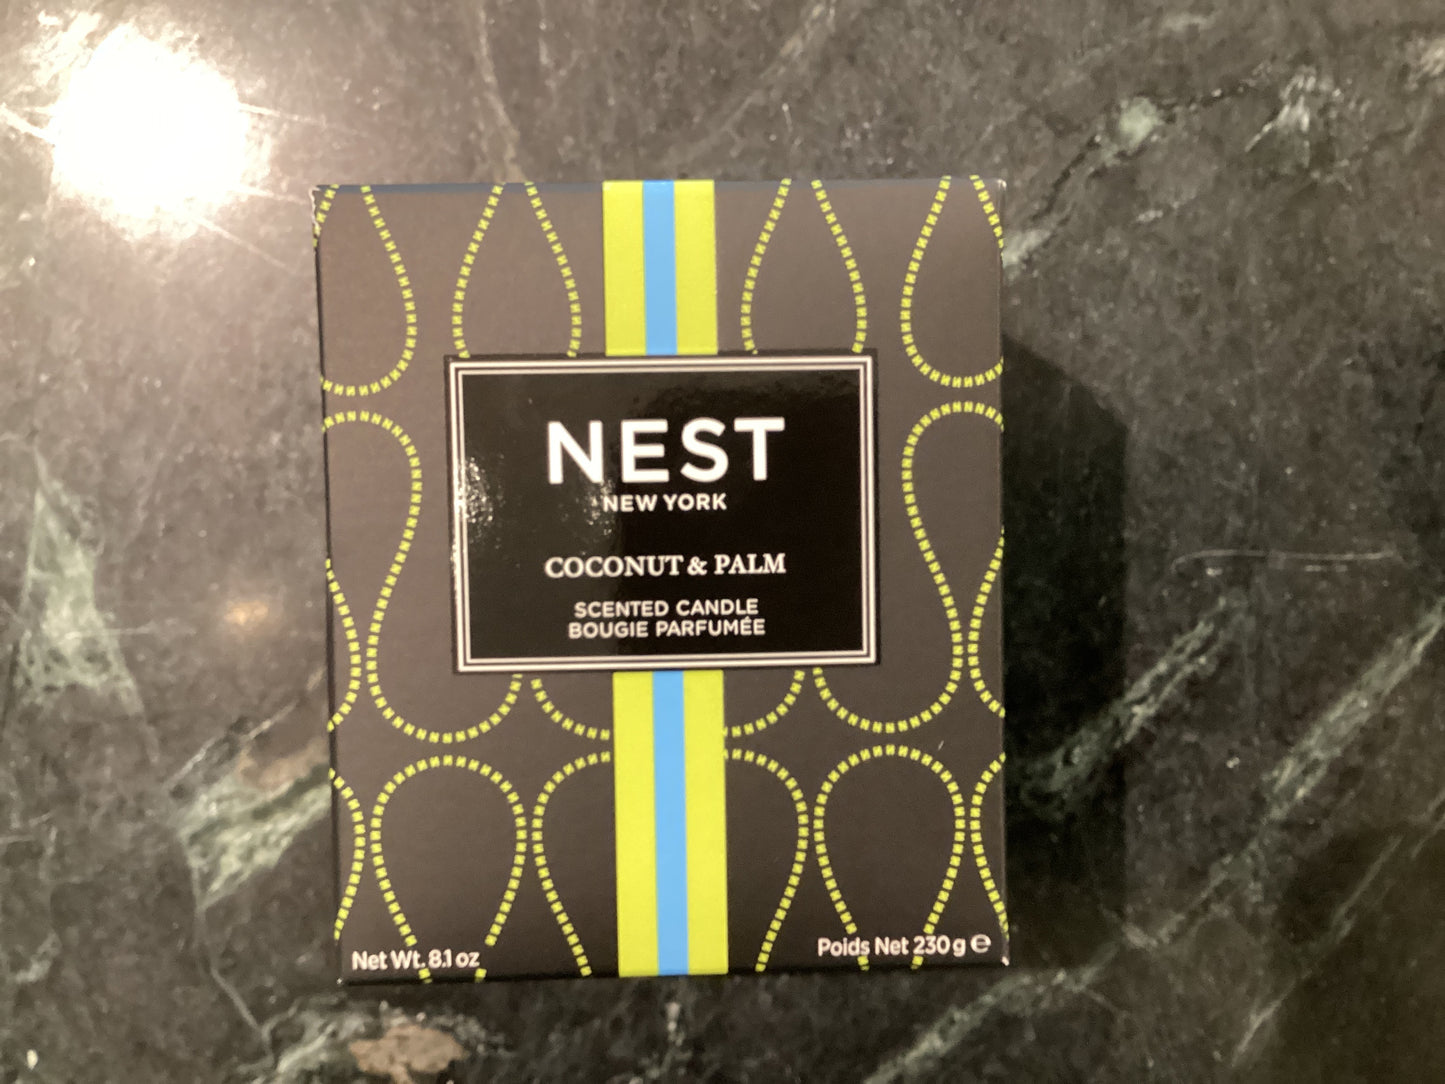 NEST
NEW YORK
COCONUT & PALM
SCENTED CANDLE
BOUGIE PARFUMÉE
Net Wt. 8.1 oz
Poids Net 230 g ℮